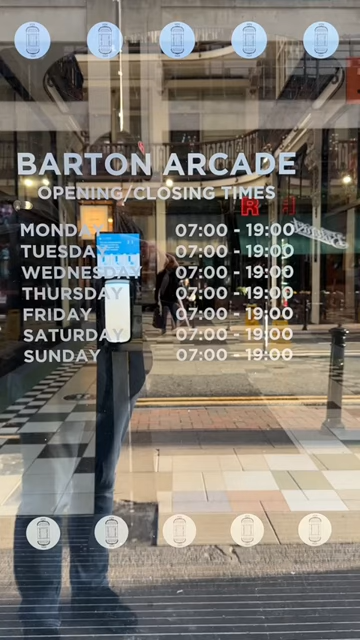 BARTON ARCADE
OPENING/CLOSING TIMES
MONDAY 07:00 - 19:00
TUESDAY 07:00 - 19:00
WEDNESDAY 07:00 - 19:00
THURSDAY 07:00 - 19:00
FRIDAY 07:00 - 19:00
SATURDAY 07:00 - 19:00
SUNDAY 07:00 - 19:00